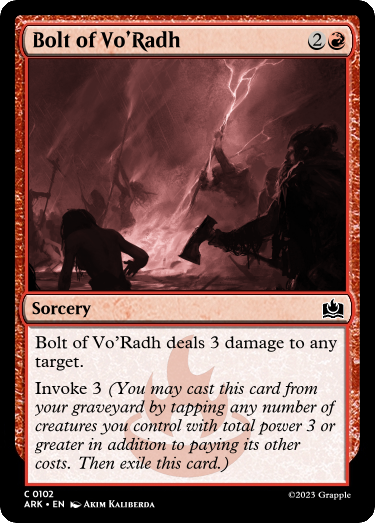 Bolt of Vo'Radh 2
Sorcery
Bolt of Vo'Radh deals 3 damage to any
target.
Invoke 3 (You may cast this card from
your graveyard by tapping any number of
creatures you control with total power 3 or
greater in addition to paying its other
costs. Then exile this card.)
C 0102
ARK • EN Akim Kaliberda
©2023 Grapple